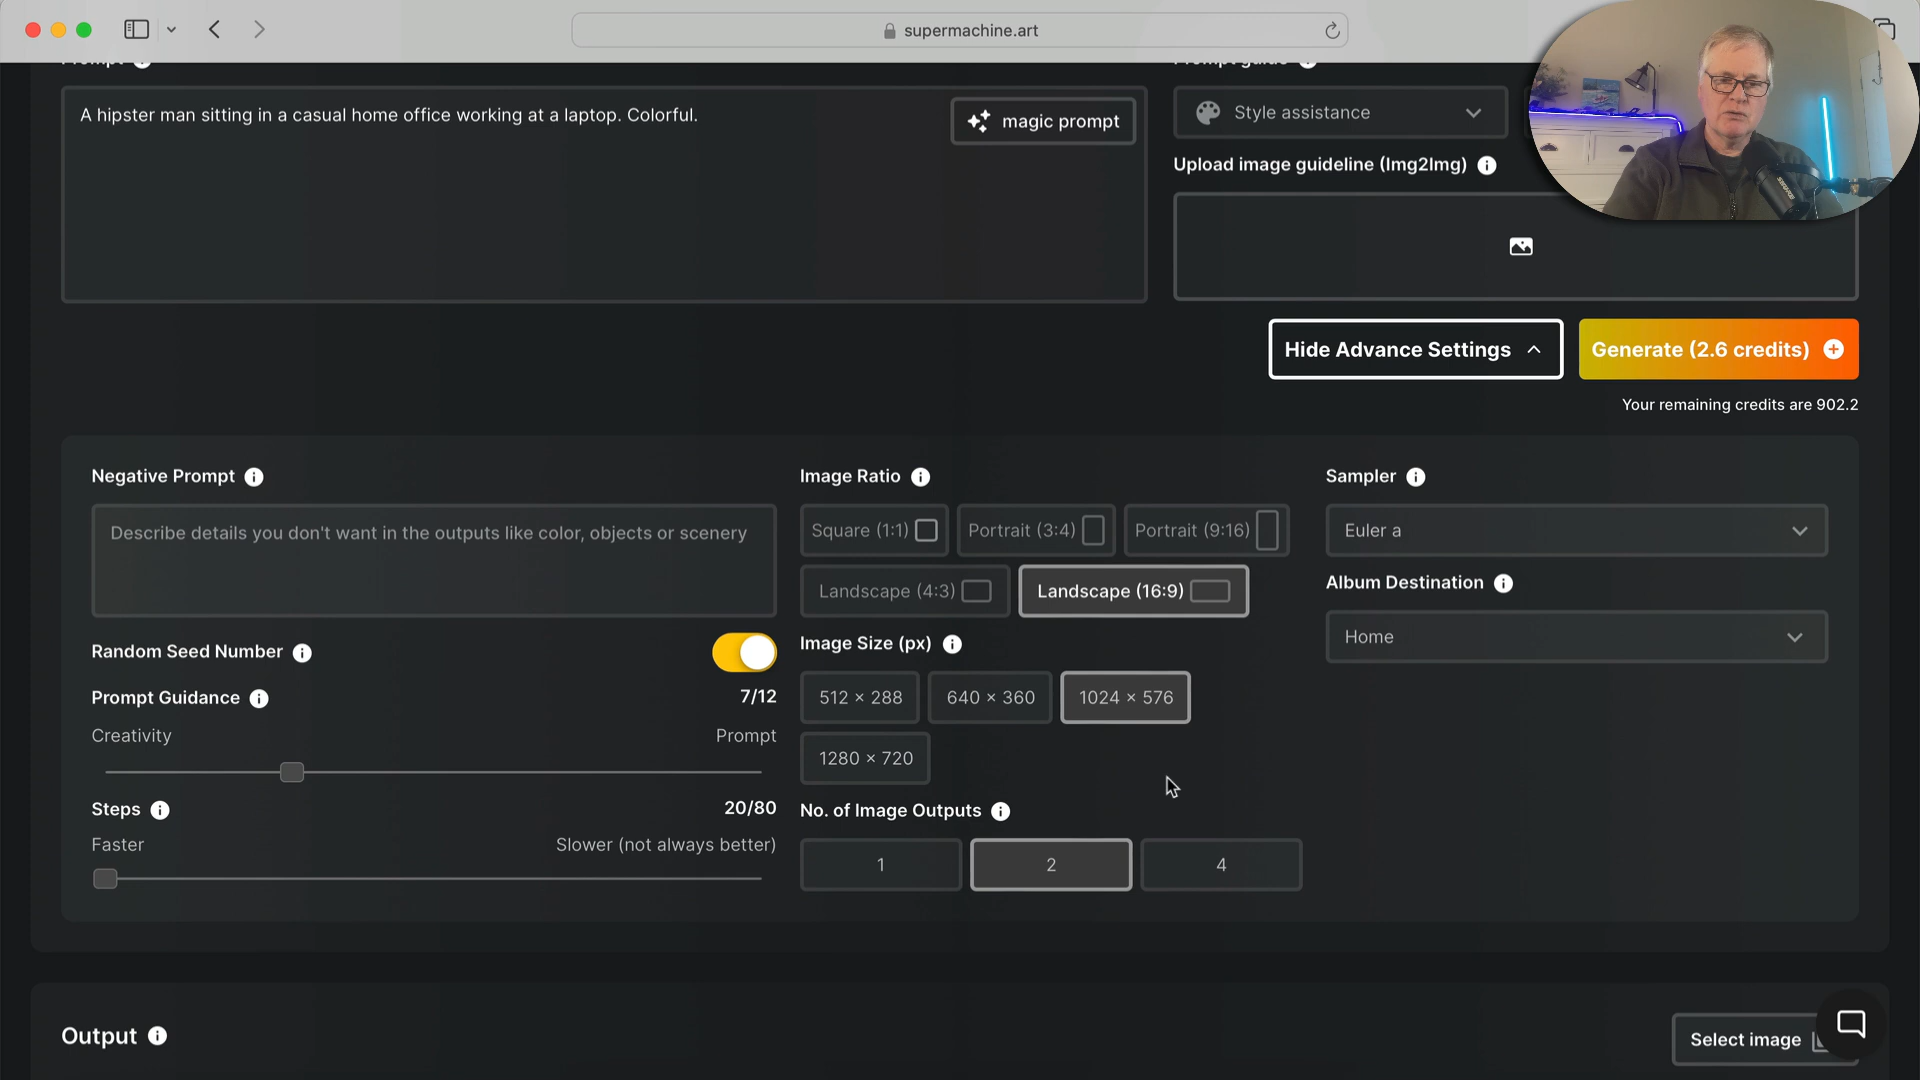 supermachine.art
Prompt
Prompt guide
A hipster man sitting in a casual home office working at a laptop. Colorful.
magic prompt
Style assistance
Upload image guideline (Img2Img)
Hide Advance Settings
Generate (2.6 credits)
Your remaining credits are 902.2
Negative Prompt
Describe details you don't want in the outputs like color, objects or scenery
Random Seed Number
Prompt Guidance
7/12
Creativity
Prompt
Steps
20/80
Faster
Slower (not always better)
Image Ratio
Square (1:1)
Portrait (3:4)
Portrait (9:16)
Landscape (4:3)
Landscape (16:9)
Image Size (px)
512 × 288
640 × 360
1024 × 576
1280 × 720
No. of Image Outputs
1
2
4
Sampler
Euler a
Album Destination
Home
Output
Select image